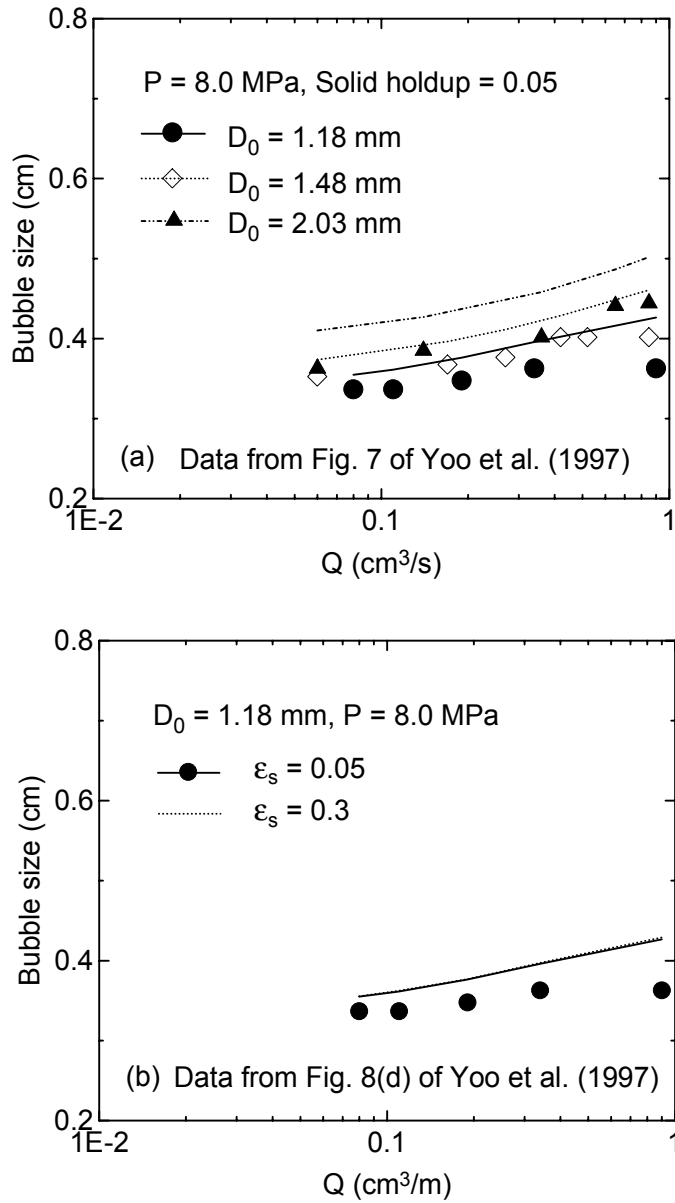 0.8
P = 8.0 MPa, Solid holdup = 0.05
D₀ = 1.18 mm
D₀ = 1.48 mm
D₀ = 2.03 mm
0.6
Bubble size (cm)
0.4
(a) Data from Fig. 7 of Yoo et al. (1997)
0.2
1E-2 0.1 1
Q (cm³/s)
0.8
D₀ = 1.18 mm, P = 8.0 MPa
εₛ = 0.05
εₛ = 0.3
0.6
Bubble size (cm)
0.4
(b) Data from Fig. 8(d) of Yoo et al. (1997)
0.2
1E-2 0.1 1
Q (cm³/m)